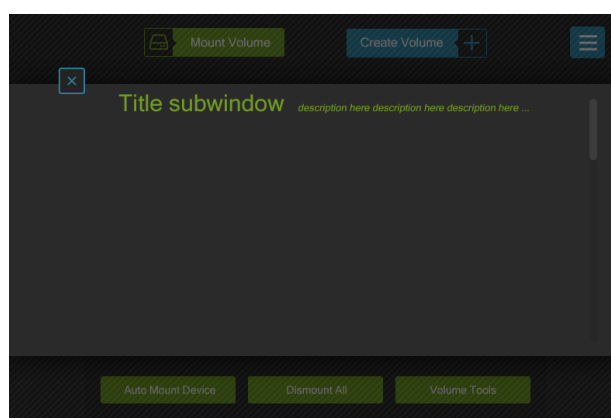 Mount Volume
Create Volume
Title subwindow description here description here description here ...
Auto Mount Device
Dismount All
Volume Tools